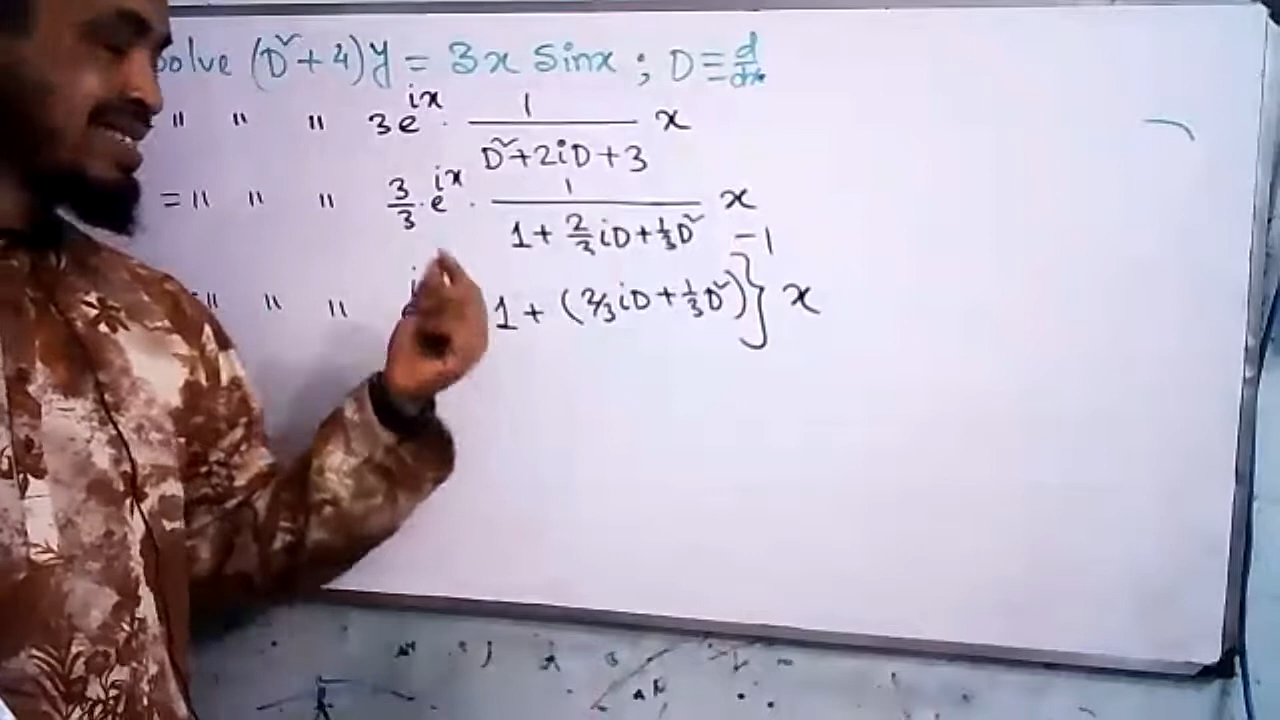 solve (D²+4)y = 3x Sinx ; D ≡ d/dx
" " " 3e^{ix} · 1/(D²+2iD+3) x
= " " " 3/3 · e^{ix} · 1/(1+ 2/3 iD + 1/3 D²) x
" " " 1 + (2/3 iD + 1/3 D²)}^{-1} x